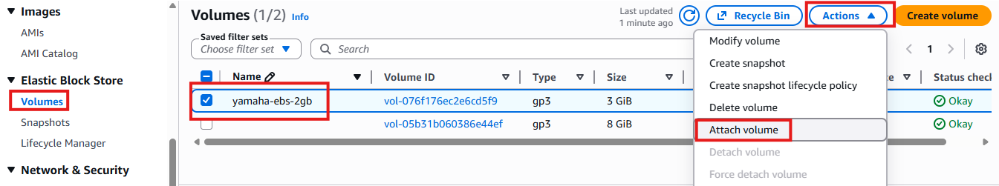 Images
AMIs
AMI Catalog
Elastic Block Store
Volumes
Snapshots
Lifecycle Manager
Network & Security
Volumes (1/2) Info
Last updated
1 minute ago
Recycle Bin
Actions
Create volume
Saved filter sets
Choose filter set
Search
1
Name Volume ID Type Size Status check
yamaha-ebs-2gb vol-076f176ec2e6cd5f9 gp3 3 GiB Okay
vol-05b31b060386e44ef gp3 8 GiB Okay
Modify volume
Create snapshot
Create snapshot lifecycle policy
Delete volume
Attach volume
Detach volume
Force detach volume